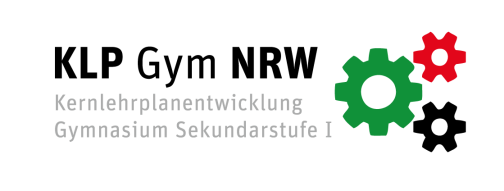 KLP Gym NRW
Kernlehrplanentwicklung
Gymnasium Sekundarstufe I